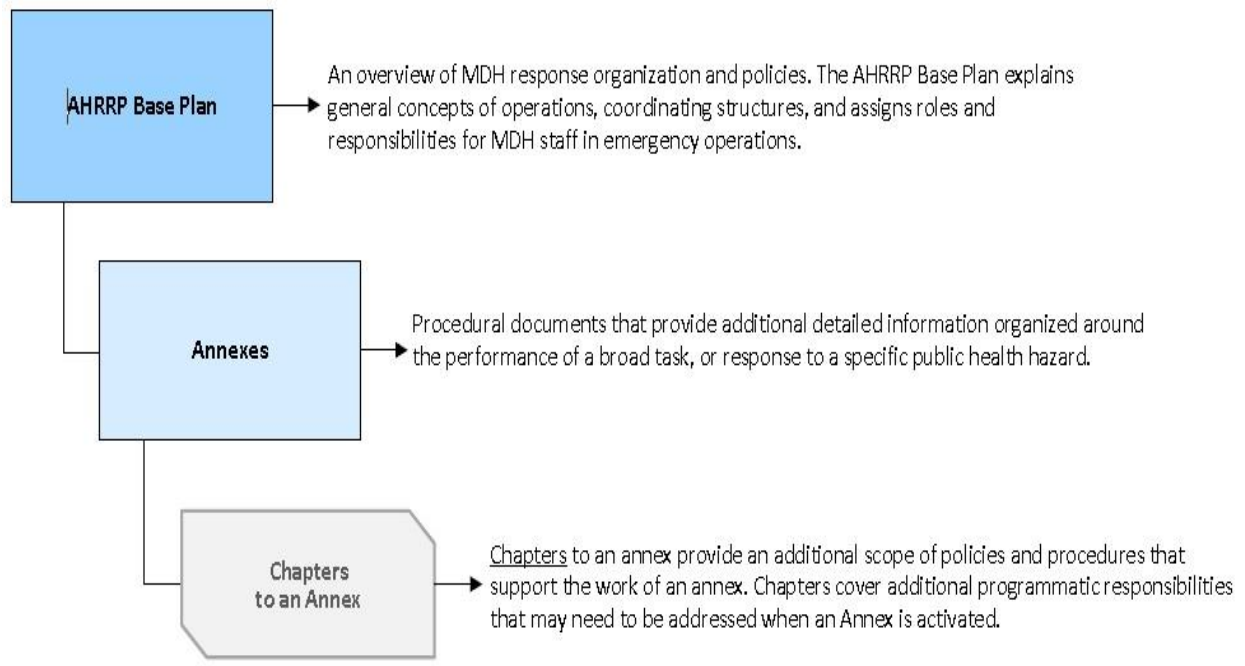 AHRRP Base Plan
An overview of MDH response organization and policies. The AHRRP Base Plan explains
general concepts of operations, coordinating structures, and assigns roles and
responsibilities for MDH staff in emergency operations.
Annexes
Procedural documents that provide additional detailed information organized around
the performance of a broad task, or response to a specific public health hazard.
Chapters
to an Annex
Chapters to an annex provide an additional scope of policies and procedures that
support the work of an annex. Chapters cover additional programmatic responsibilities
that may need to be addressed when an Annex is activated.